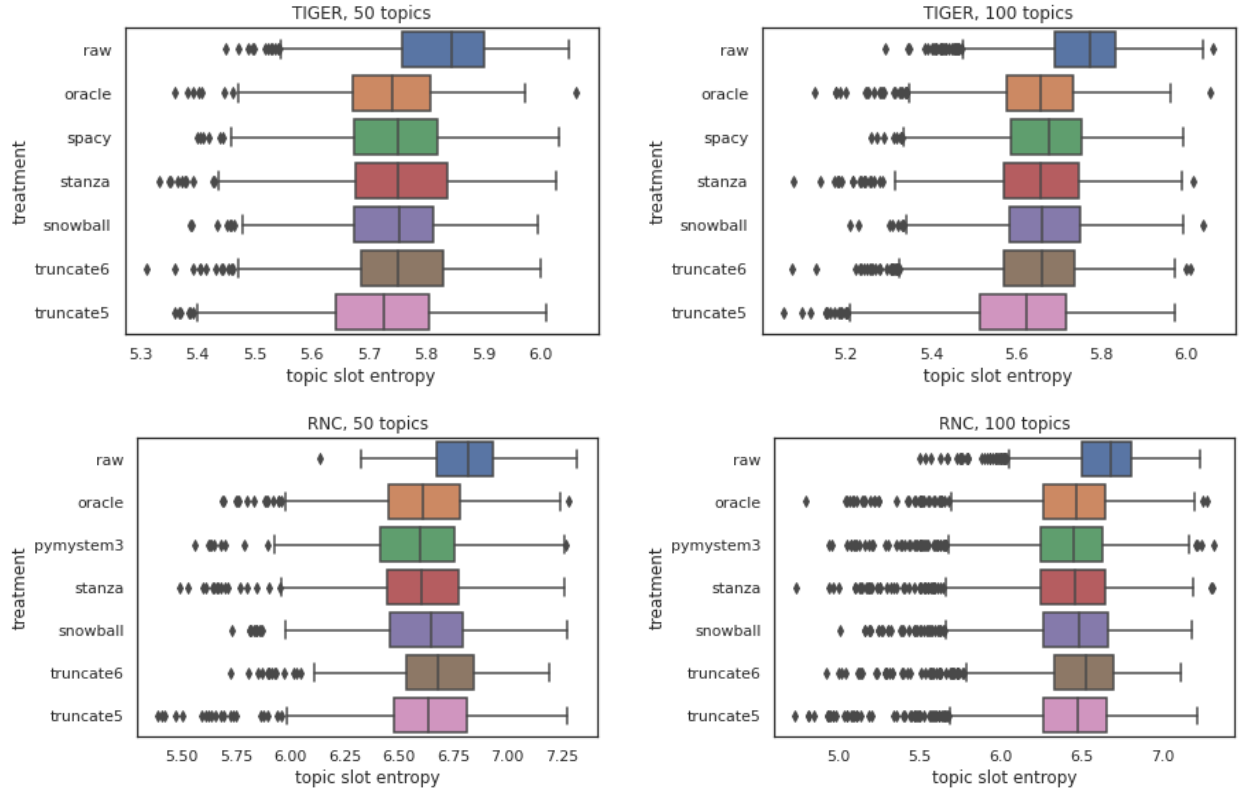 TIGER, 50 topics
treatment
raw
oracle
spacy
stanza
snowball
truncate6
truncate5
5.3 5.4 5.5 5.6 5.7 5.8 5.9 6.0
topic slot entropy
TIGER, 100 topics
treatment
raw
oracle
spacy
stanza
snowball
truncate6
truncate5
5.2 5.4 5.6 5.8 6.0
topic slot entropy
RNC, 50 topics
treatment
raw
oracle
pymystem3
stanza
snowball
truncate6
truncate5
5.50 5.75 6.00 6.25 6.50 6.75 7.00 7.25
topic slot entropy
RNC, 100 topics
treatment
raw
oracle
pymystem3
stanza
snowball
truncate6
truncate5
5.0 5.5 6.0 6.5 7.0
topic slot entropy